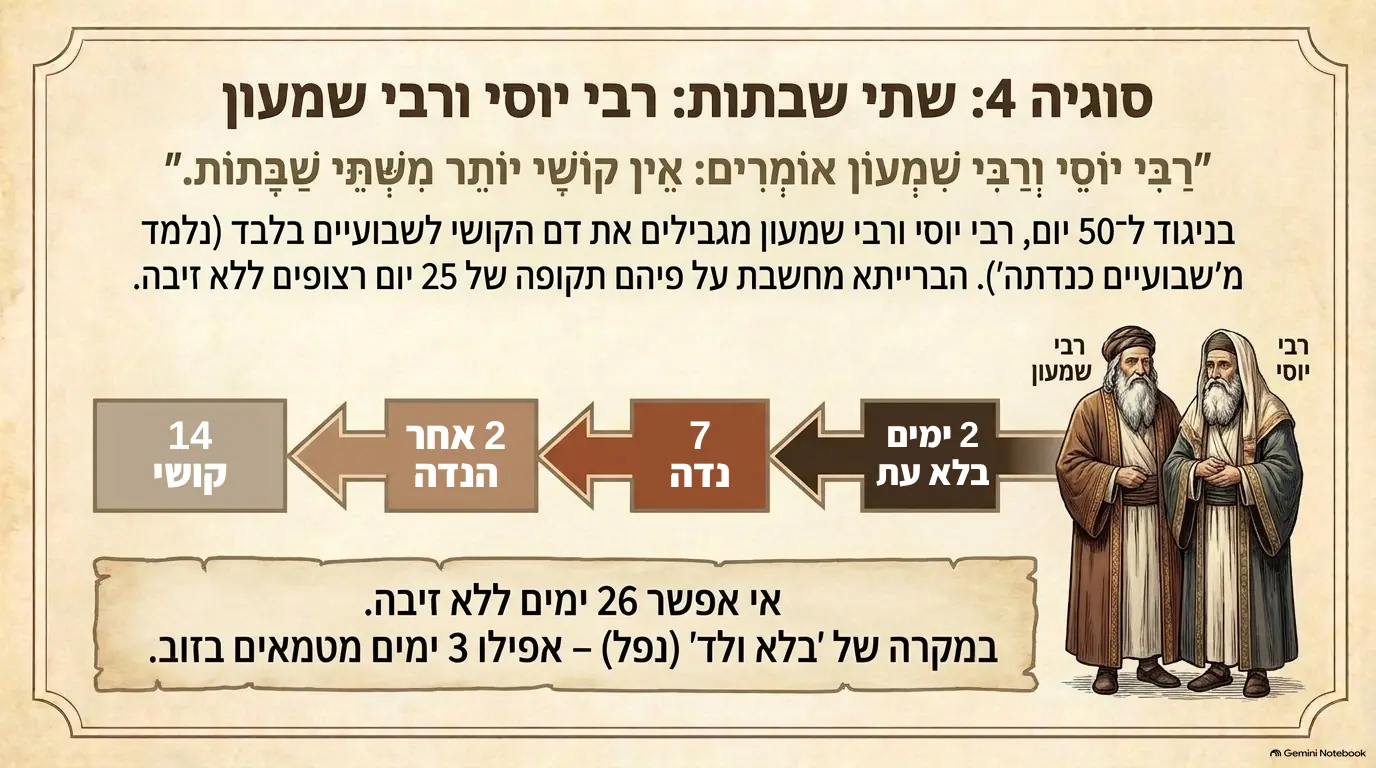 סוגיה 4: שתי שבתות: רבי יוסי ורבי שמעון
"רַבִּי יוֹסֵי וְרַבִּי שִׁמְעוֹן אוֹמְרִים: אֵין קוֹשָׁי יוֹתֵר מִשְּׁתֵּי שַׁבָּתוֹת."
בניגוד ל־50 יום, רבי יוסי ורבי שמעון מגבילים את דם הקושי לשבועיים בלבד (נלמד
מ'שבועיים כנדתה'). הברייתא מחשבת על פיהם תקופה של 25 יום רצופים ללא זיבה.
רבי
יוסי
רבי
שמעון
2 ימים
בלא עת
7
נדה
2 אחר
הנדה
14
קושי
אי אפשר 26 ימים ללא זיבה.
במקרה של 'בלא ולד' (נפל) – אפילו 3 ימים מטמאים בזוב.
Gemini Notebook